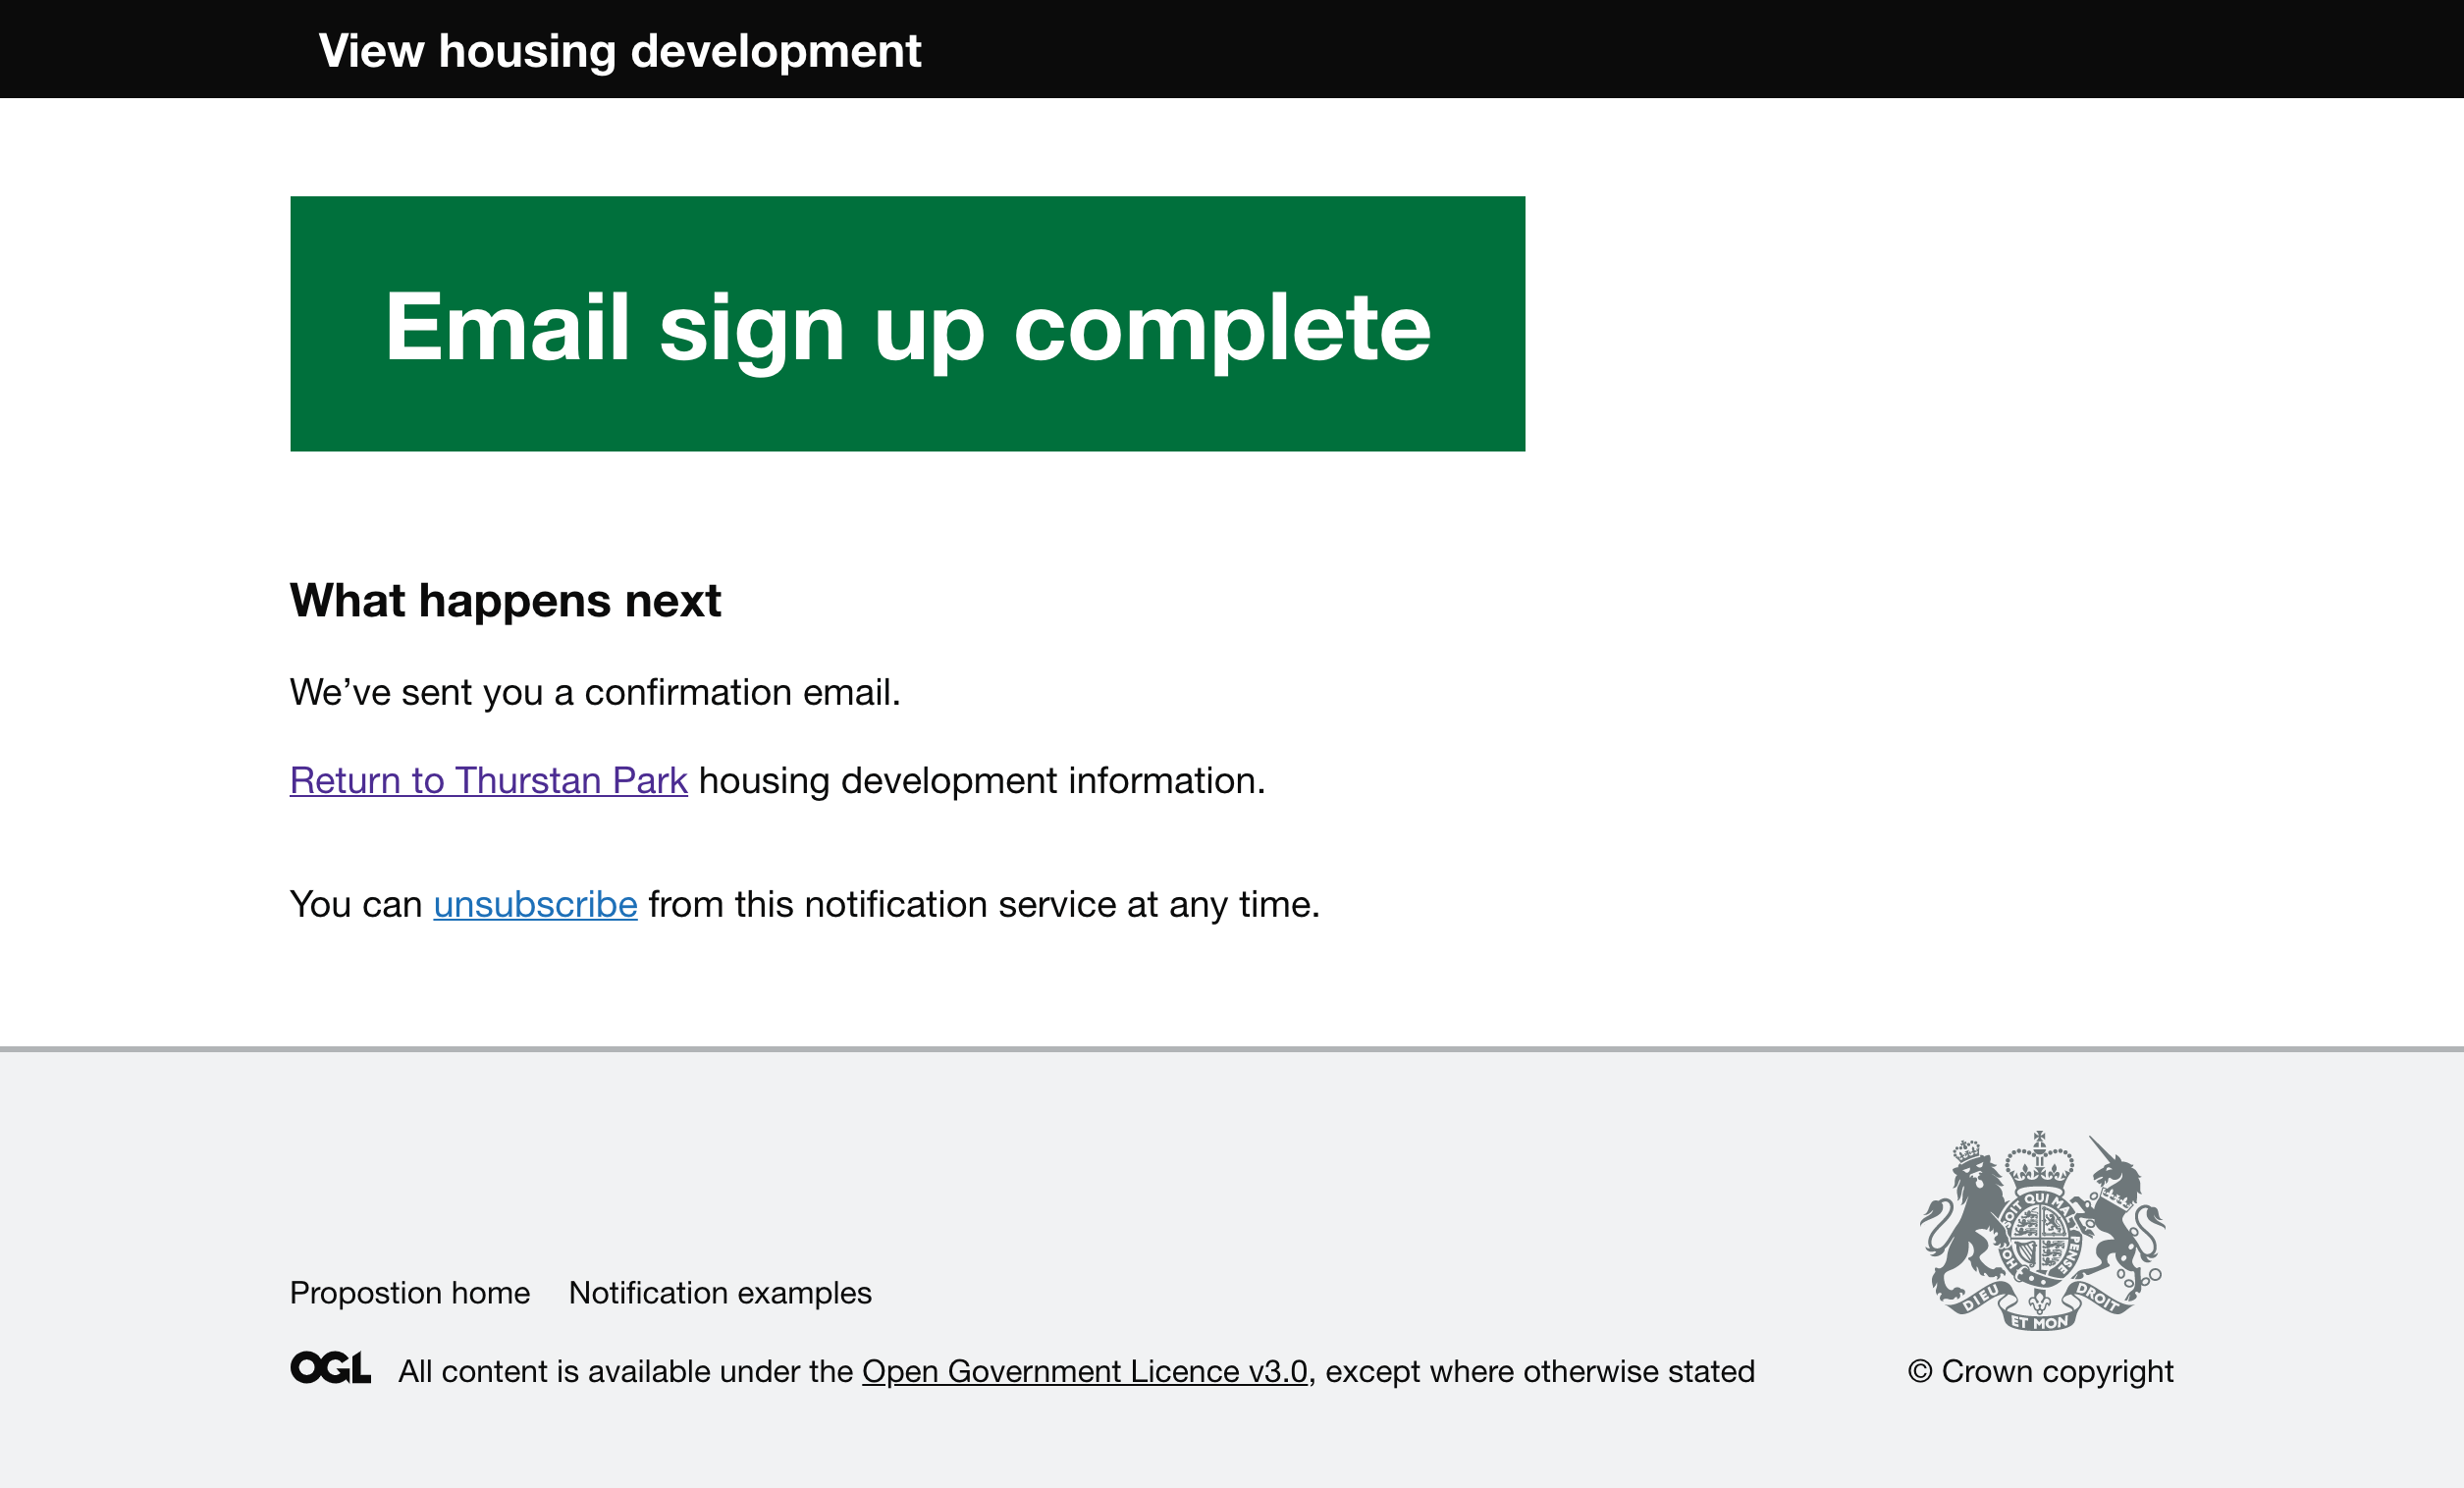 View housing development
Email sign up complete
What happens next
We’ve sent you a confirmation email.
Return to Thurstan Park housing development information.
You can unsubscribe from this notification service at any time.
Propostion home Notification examples
OGL All content is available under the Open Government Licence v3.0, except where otherwise stated
HONI SOIT QUI MAL Y PENSE
DIEU ET MON DROIT
© Crown copyright